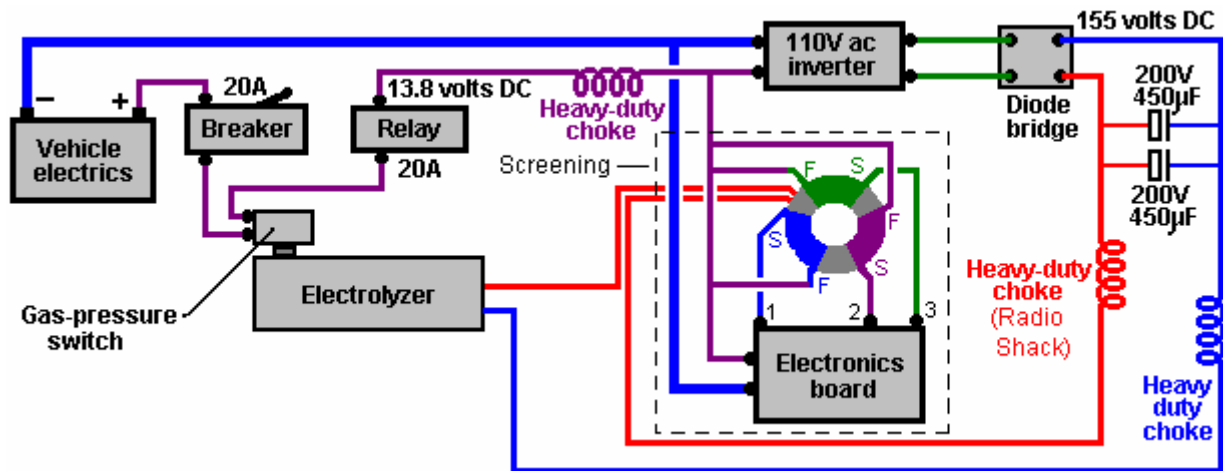 110V ac
inverter
155 volts DC
− +
20A
13.8 volts DC
200V
450µF
Heavy-duty
choke
Vehicle
electrics
Breaker
Relay
20A
Diode
bridge
Screening
F S
200V
450µF
S F
S
F
Gas-pressure
switch
Electrolyzer
1 2 3
Heavy-duty
choke
(Radio
Shack)
Electronics
board
Heavy
duty
choke